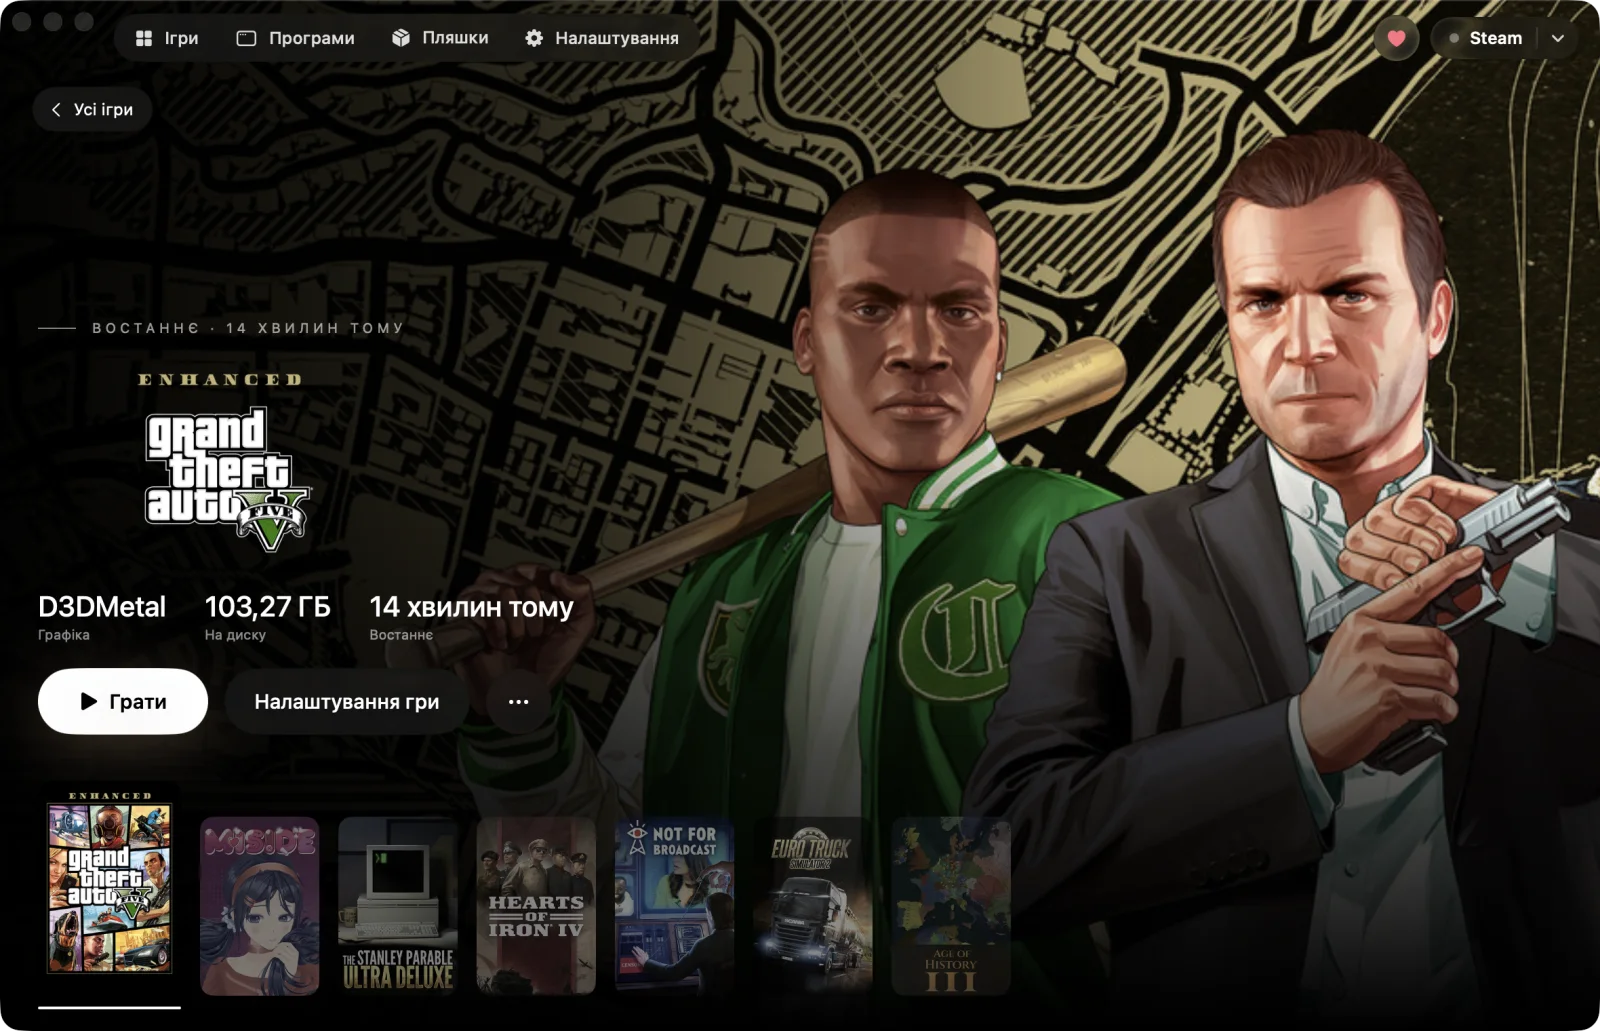 Ігри
Програми
Пляшки
Налаштування
Steam
Усі ігри
ВОСТАННЄ · 14 ХВИЛИН ТОМУ
ENHANCED
grand
theft
auto
FIVE
V
D3DMetal
Графіка
103,27 ГБ
На диску
14 хвилин тому
Востаннє
Грати
Налаштування гри
ENHANCED
grand
theft
auto
FIVE
V
MISIDE
THE STANLEY PARABLE
ULTRA DELUXE
HEARTS
OF
IRON IV
NOT FOR
BROADCAST
EURO TRUCK
SIMULATOR 2
SCANIA
AGE OF
HISTORY
III